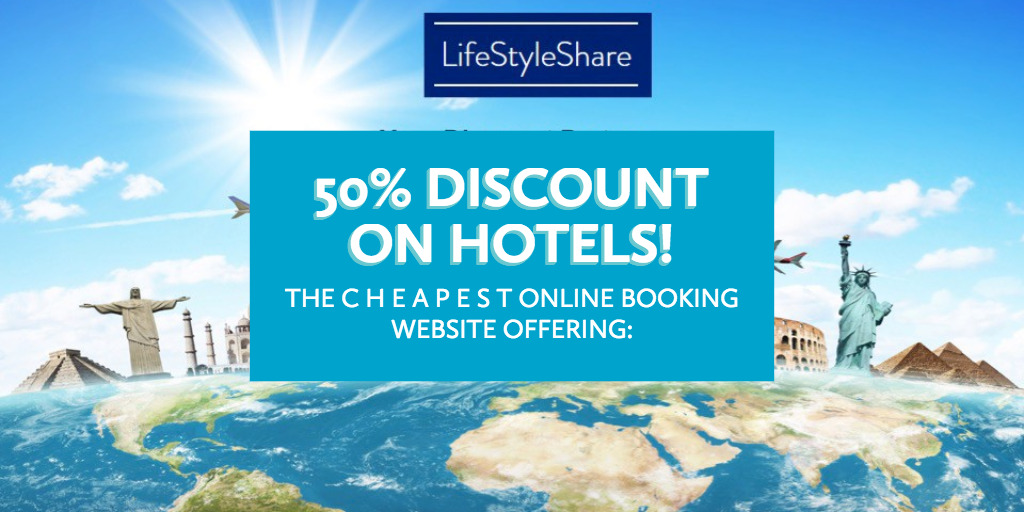 LifeStyleShare
50% DISCOUNT
ON HOTELS!
THE C H E A P E S T ONLINE BOOKING
WEBSITE OFFERING: